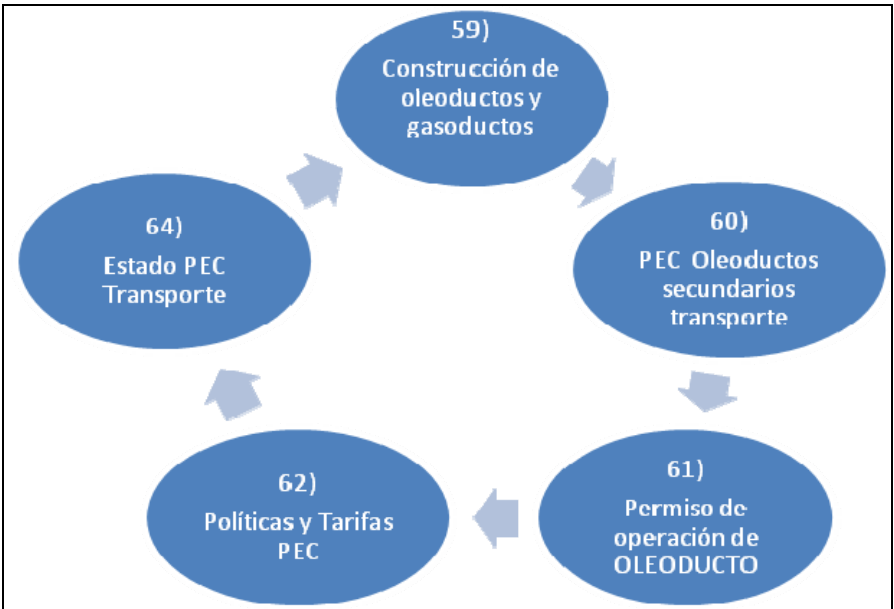 59)
Construcción de
oleoductos y
gasoductos
60)
PEC Oleoductos
secundarios
transporte
61)
Permiso de
operación de
OLEODUCTO
62)
Políticas y Tarifas
PEC
64)
Estado PEC
Transporte